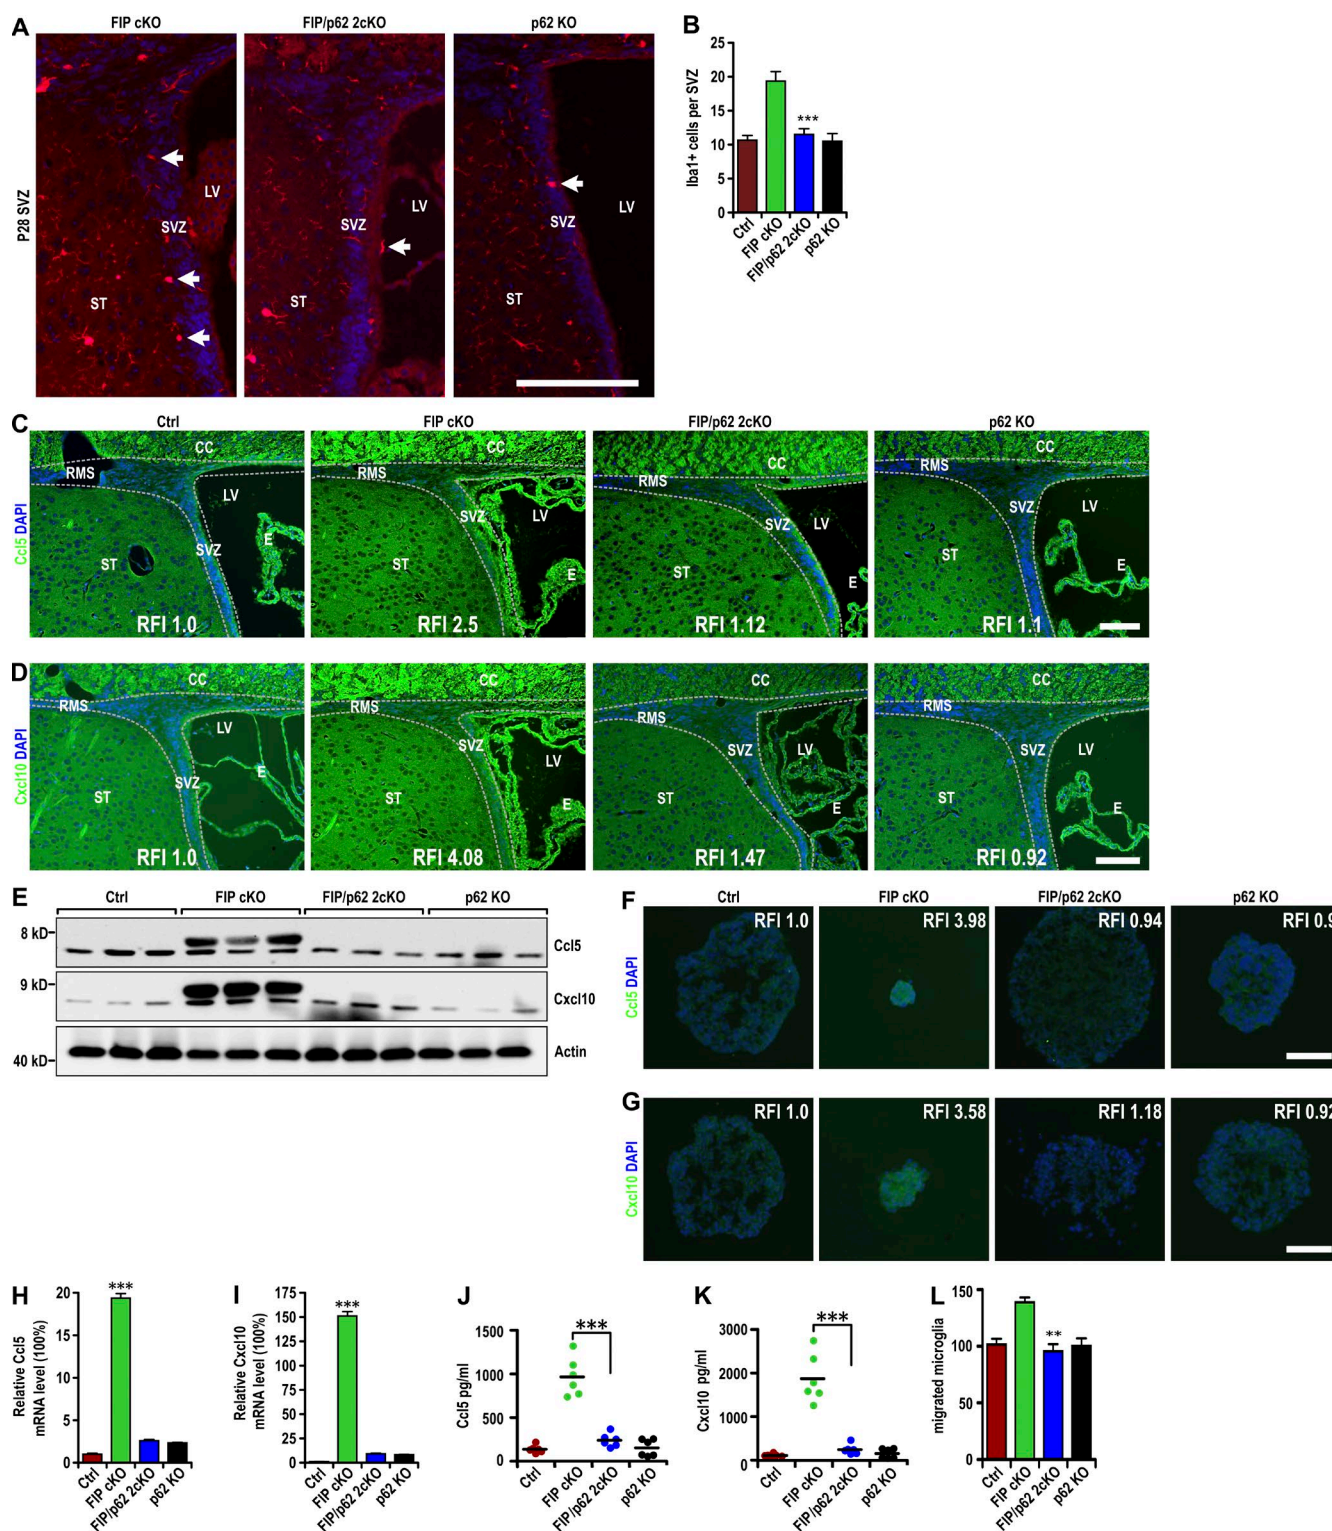 A
FIP cKO
FIP/p62 2cKO
p62 KO
P28 SVZ
LV
SVZ
ST
LV
SVZ
ST
LV
SVZ
ST
B
Iba1+ cells per SVZ
25
20
15
10
5
0
***
Ctrl
FIP cKO
FIP/p62 2cKO
p62 KO
C
Ctrl
FIP cKO
FIP/p62 2cKO
p62 KO
Ccl5 DAPI
CC
RMS
LV
SVZ
E
ST
RFI 1.0
CC
RMS
LV
SVZ
E
ST
RFI 2.5
CC
RMS
LV
SVZ
E
ST
RFI 1.12
CC
RMS
LV
SVZ
E
ST
RFI 1.1
D
Cxcl10 DAPI
CC
RMS
LV
SVZ
E
ST
RFI 1.0
CC
RMS
LV
SVZ
E
ST
RFI 4.08
CC
RMS
LV
SVZ
E
ST
RFI 1.47
CC
RMS
LV
SVZ
E
ST
RFI 0.92
E
Ctrl
FIP cKO
FIP/p62 2cKO
p62 KO
8 kD
Ccl5
9 kD
Cxcl10
40 kD
Actin
F
Ctrl
FIP cKO
FIP/p62 2cKO
p62 KO
Ccl5 DAPI
RFI 1.0
RFI 3.98
RFI 0.94
RFI 0.9
G
Cxcl10 DAPI
RFI 1.0
RFI 3.58
RFI 1.18
RFI 0.92
H
Relative Ccl5
mRNA level (100%)
20
15
10
5
0
***
Ctrl
FIP cKO
FIP/p62 2cKO
p62 KO
I
Relative Cxcl10
mRNA level (100%)
175
150
125
100
75
50
25
0
***
Ctrl
FIP cKO
FIP/p62 2cKO
p62 KO
J
Ccl5 pg/ml
1500
1000
500
0
***
Ctrl
FIP cKO
FIP/p62 2cKO
p62 KO
K
Cxcl10 pg/ml
3000
2000
1000
0
***
Ctrl
FIP cKO
FIP/p62 2cKO
p62 KO
L
migrated microglia
150
100
50
0
**
Ctrl
FIP cKO
FIP/p62 2cKO
p62 KO